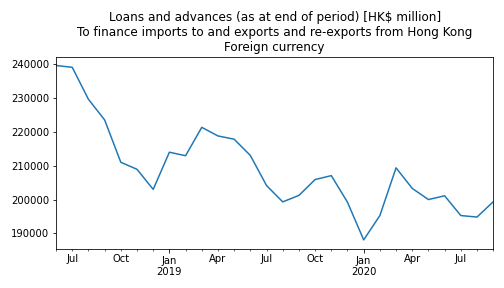 Loans and advances (as at end of period) [HK$ million]
To finance imports to and exports and re-exports from Hong Kong
Foreign currency
240000
230000
220000
210000
200000
190000
Jul Oct Jan Apr Jul Oct Jan Apr Jul
2019 2020